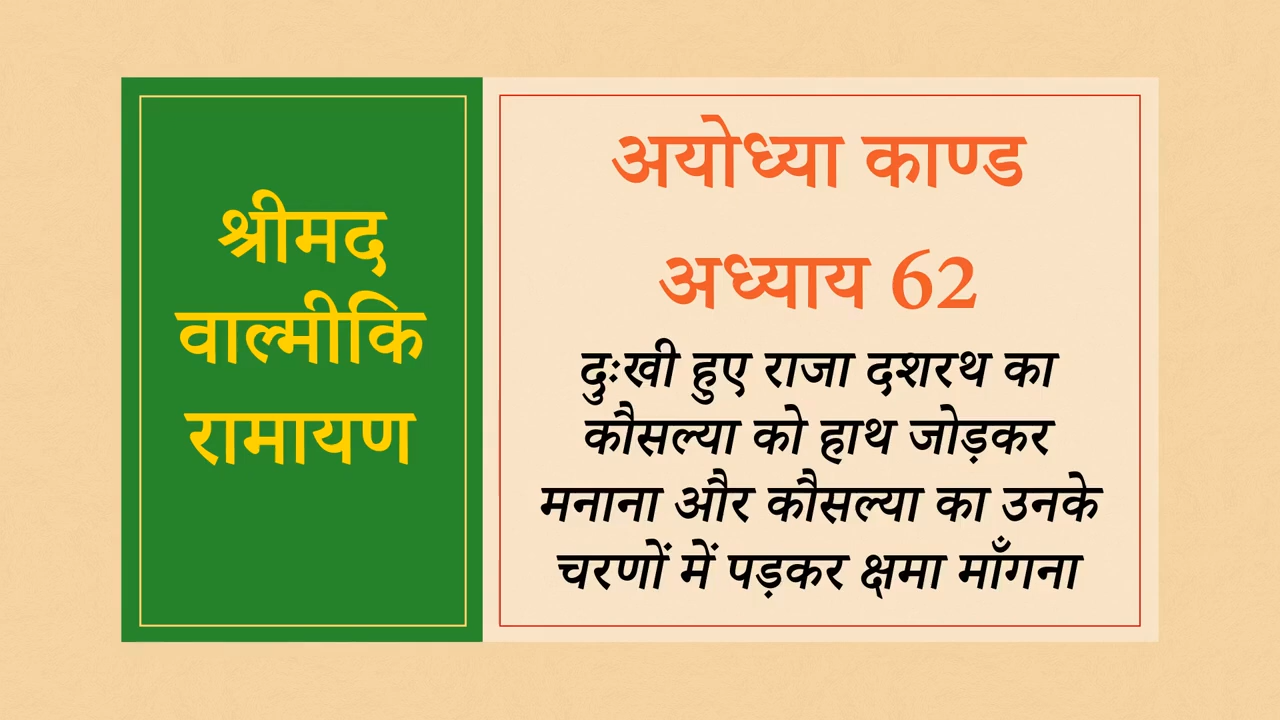 श्रीमद
वाल्मीकि
रामायण
अयोध्या काण्ड
अध्याय 62
दुःखी हुए राजा दशरथ का
कौसल्या को हाथ जोड़कर
मनाना और कौसल्या का उनके
चरणों में पड़कर क्षमा माँगना